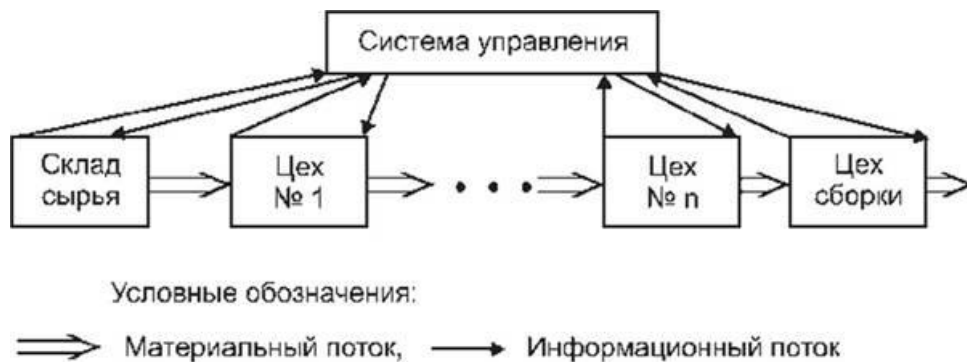 Система управления
Склад
сырья
Цех
№ 1
Цех
№ n
Цех
сборки
Условные обозначения:
Материальный поток,
Информационный поток